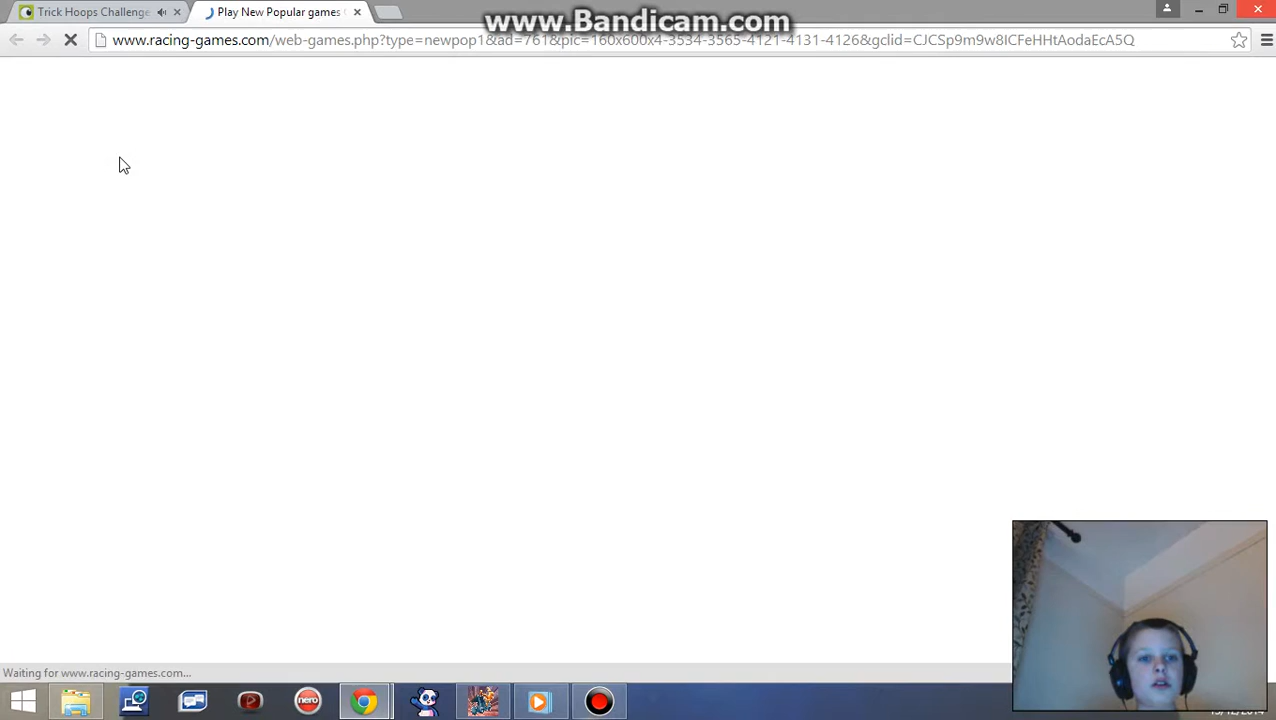 Trick Hoops Challenge
Play New Popular games
www.Bandicam.com
www.racing-games.com/web-games.php?type=newpop1&ad=761&pic=160x600x4-3534-3565-4121-4131-4126&gclid=CJCSp9m9w8ICFeHHtAodaEcA5Q
Waiting for www.racing-games.com...
nero